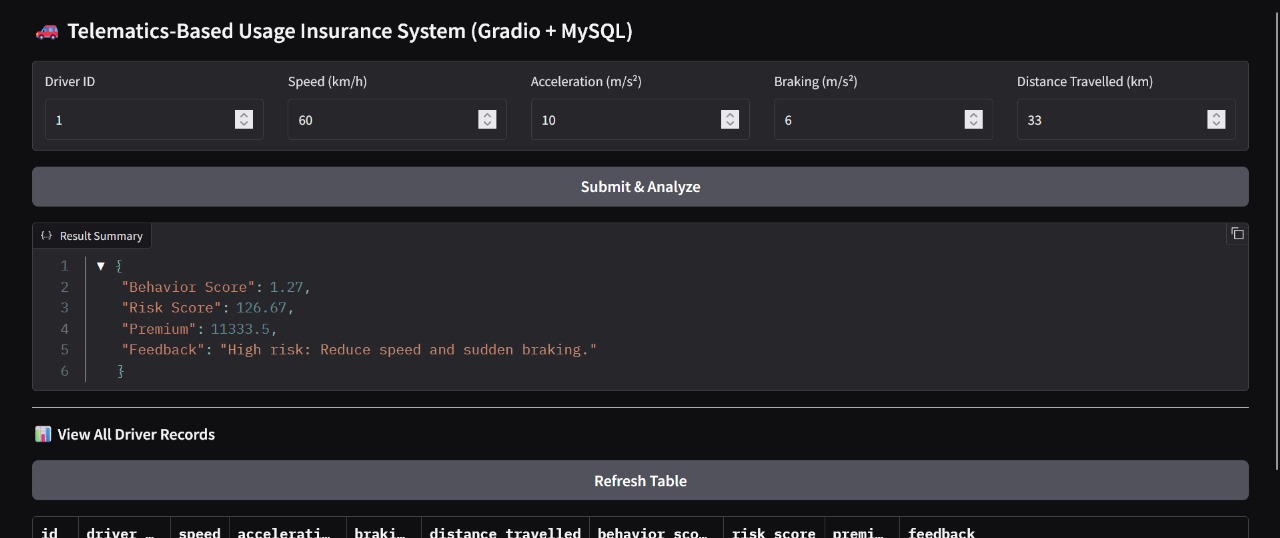 🚗 Telematics-Based Usage Insurance System (Gradio + MySQL)
Driver ID Speed (km/h) Acceleration (m/s²) Braking (m/s²) Distance Travelled (km)
1 60 10 6 33
Submit & Analyze
{..} Result Summary
1 ▼ {
2 "Behavior Score": 1.27,
3 "Risk Score": 126.67,
4 "Premium": 11333.5,
5 "Feedback": "High risk: Reduce speed and sudden braking."
6 }
📊 View All Driver Records
Refresh Table
id driver_… speed accelerati… braki… distance_travelled behavior_sco… risk_score premi… feedback